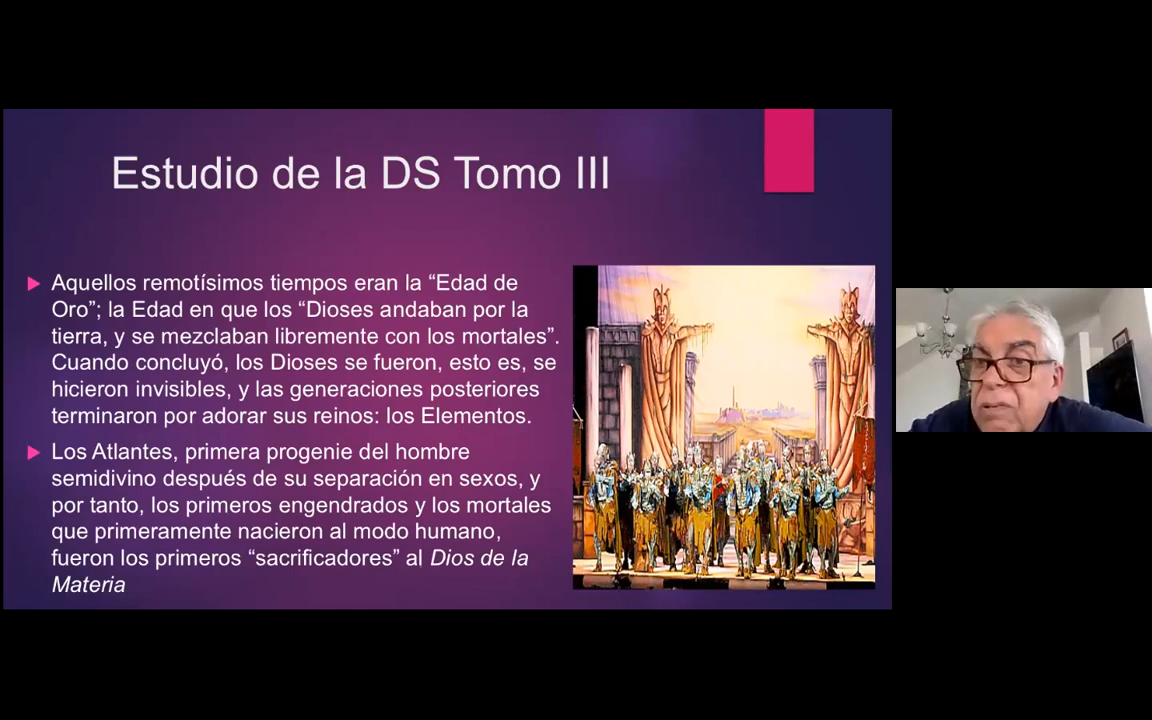 Estudio de la DS Tomo III
Aquellos remotísimos tiempos eran la “Edad de
Oro”; la Edad en que los “Dioses andaban por la
tierra, y se mezclaban libremente con los mortales”.
Cuando concluyó, los Dioses se fueron, esto es, se
hicieron invisibles, y las generaciones posteriores
terminaron por adorar sus reinos: los Elementos.
Los Atlantes, primera progenie del hombre
semidivino después de su separación en sexos, y
por tanto, los primeros engendrados y los mortales
que primeramente nacieron al modo humano,
fueron los primeros “sacrificadores” al Dios de la
Materia